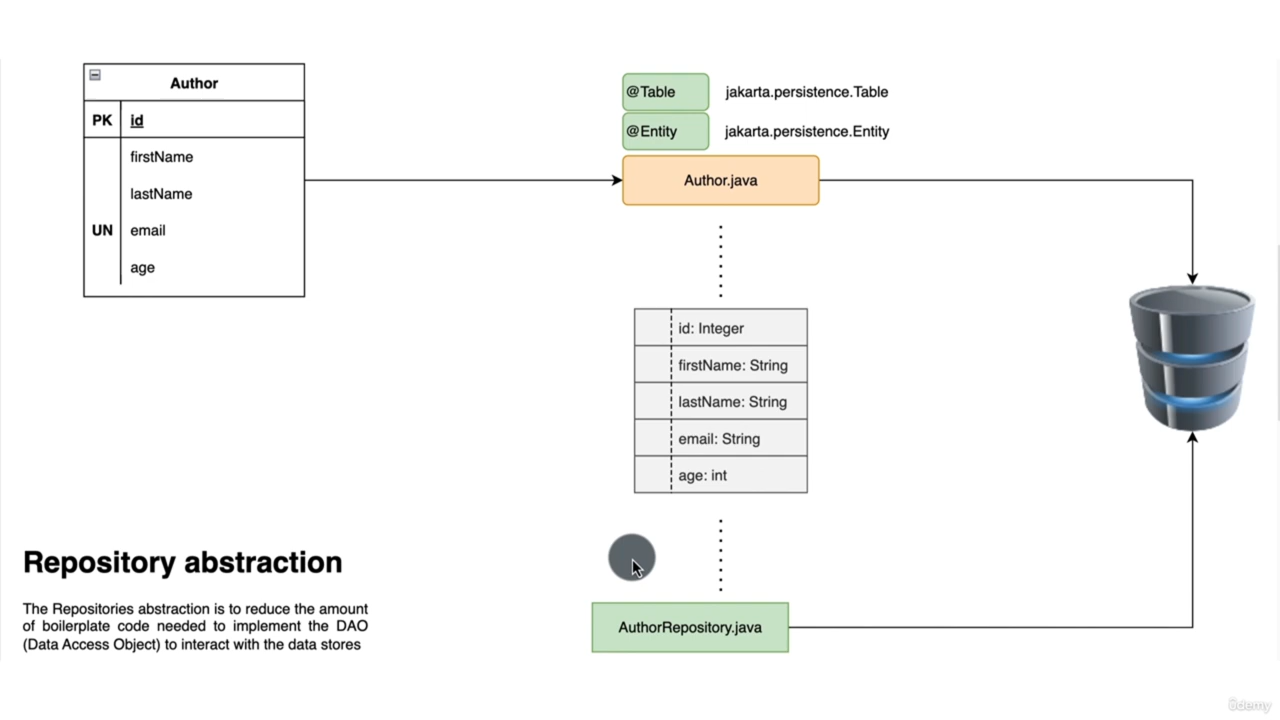 Author
PK id
firstName
lastName
UN email
age
@Table jakarta.persistence.Table
@Entity jakarta.persistence.Entity
Author.java
id: Integer
firstName: String
lastName: String
email: String
age: int
AuthorRepository.java
Repository abstraction
The Repositories abstraction is to reduce the amount
of boilerplate code needed to implement the DAO
(Data Access Object) to interact with the data stores
ûdemy